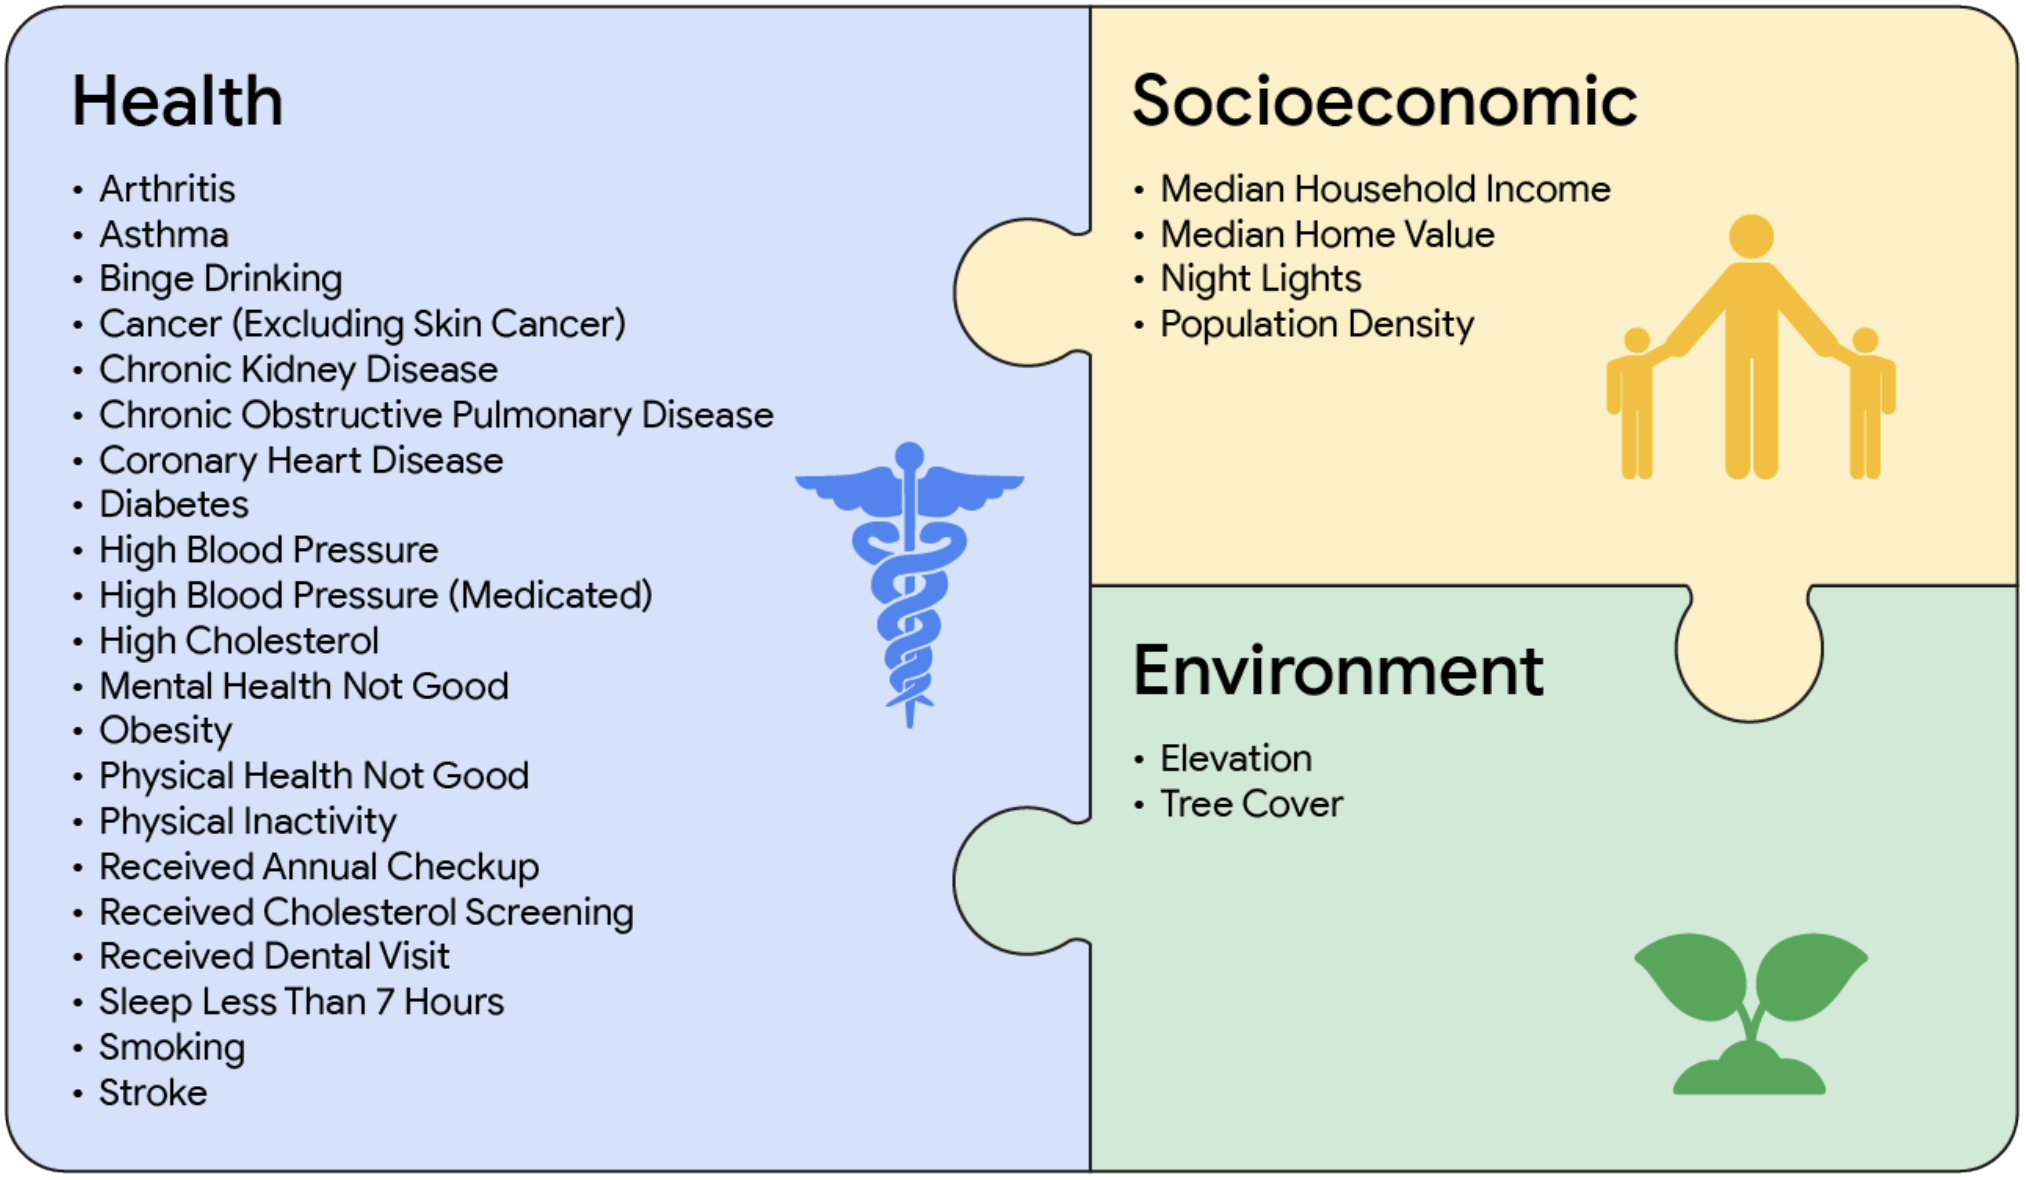 Health
• Arthritis
• Asthma
• Binge Drinking
• Cancer (Excluding Skin Cancer)
• Chronic Kidney Disease
• Chronic Obstructive Pulmonary Disease
• Coronary Heart Disease
• Diabetes
• High Blood Pressure
• High Blood Pressure (Medicated)
• High Cholesterol
• Mental Health Not Good
• Obesity
• Physical Health Not Good
• Physical Inactivity
• Received Annual Checkup
• Received Cholesterol Screening
• Received Dental Visit
• Sleep Less Than 7 Hours
• Smoking
• Stroke
Socioeconomic
• Median Household Income
• Median Home Value
• Night Lights
• Population Density
Environment
• Elevation
• Tree Cover